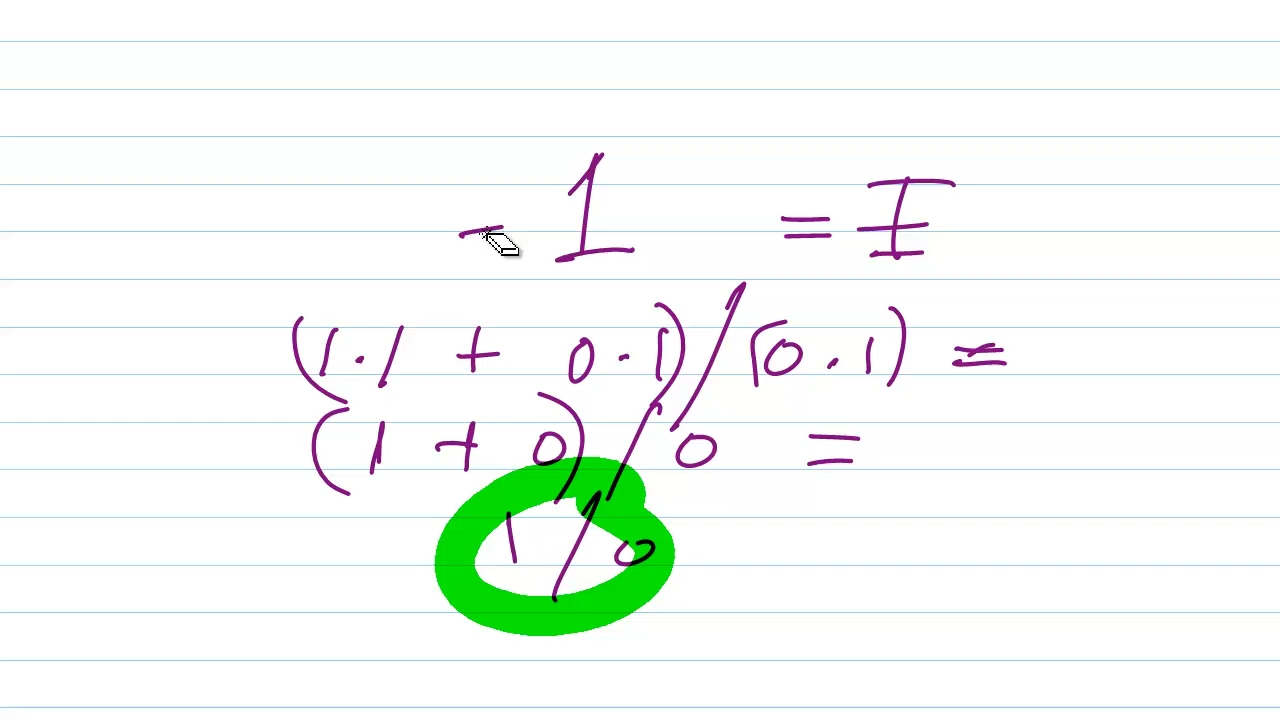 - 1 = I
(1.1 + 0.1) / (0.1) =
(1 + 0) / 0 =
1 / 0